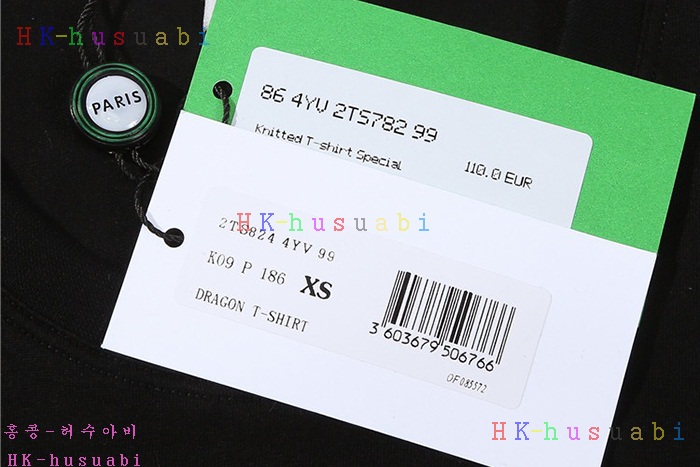 HK-husuabi
PARIS
86 4YV 2TS782 99
Knitted T-shirt Special
110.0 EUR
HK-husuabi
2TS824 4YV 99
K09 P 186 XS
DRAGON T-SHIRT
3 603679 506766
OF085572
홍콩-허수아비
HK-husuabi
HK-husuabi